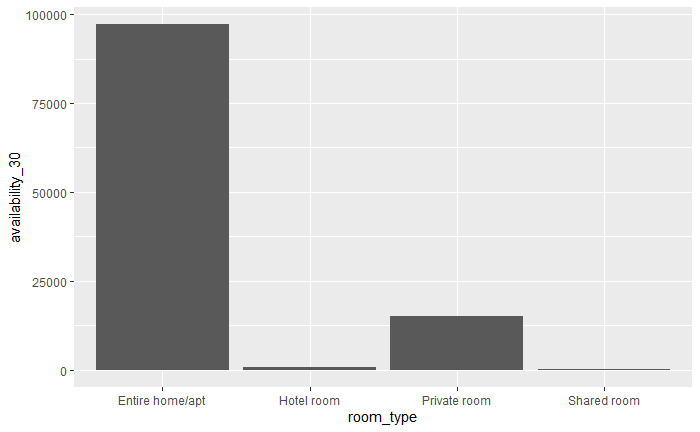 availability_30
100000
75000
50000
25000
0
Entire home/apt
Hotel room
Private room
Shared room
room_type